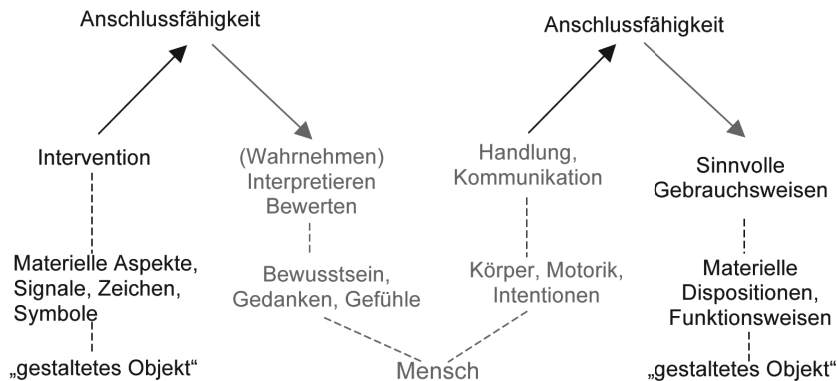 Anschlussfähigkeit
Anschlussfähigkeit
Intervention
(Wahrnehmen)
Interpretieren
Bewerten
Handlung,
Kommunikation
Sinnvolle
Gebrauchsweisen
Materielle Aspekte,
Signale, Zeichen,
Symbole
Bewusstsein,
Gedanken, Gefühle
Körper, Motorik,
Intentionen
Materielle
Dispositionen,
Funktionsweisen
„gestaltetes Objekt“
Mensch
„gestaltetes Objekt“